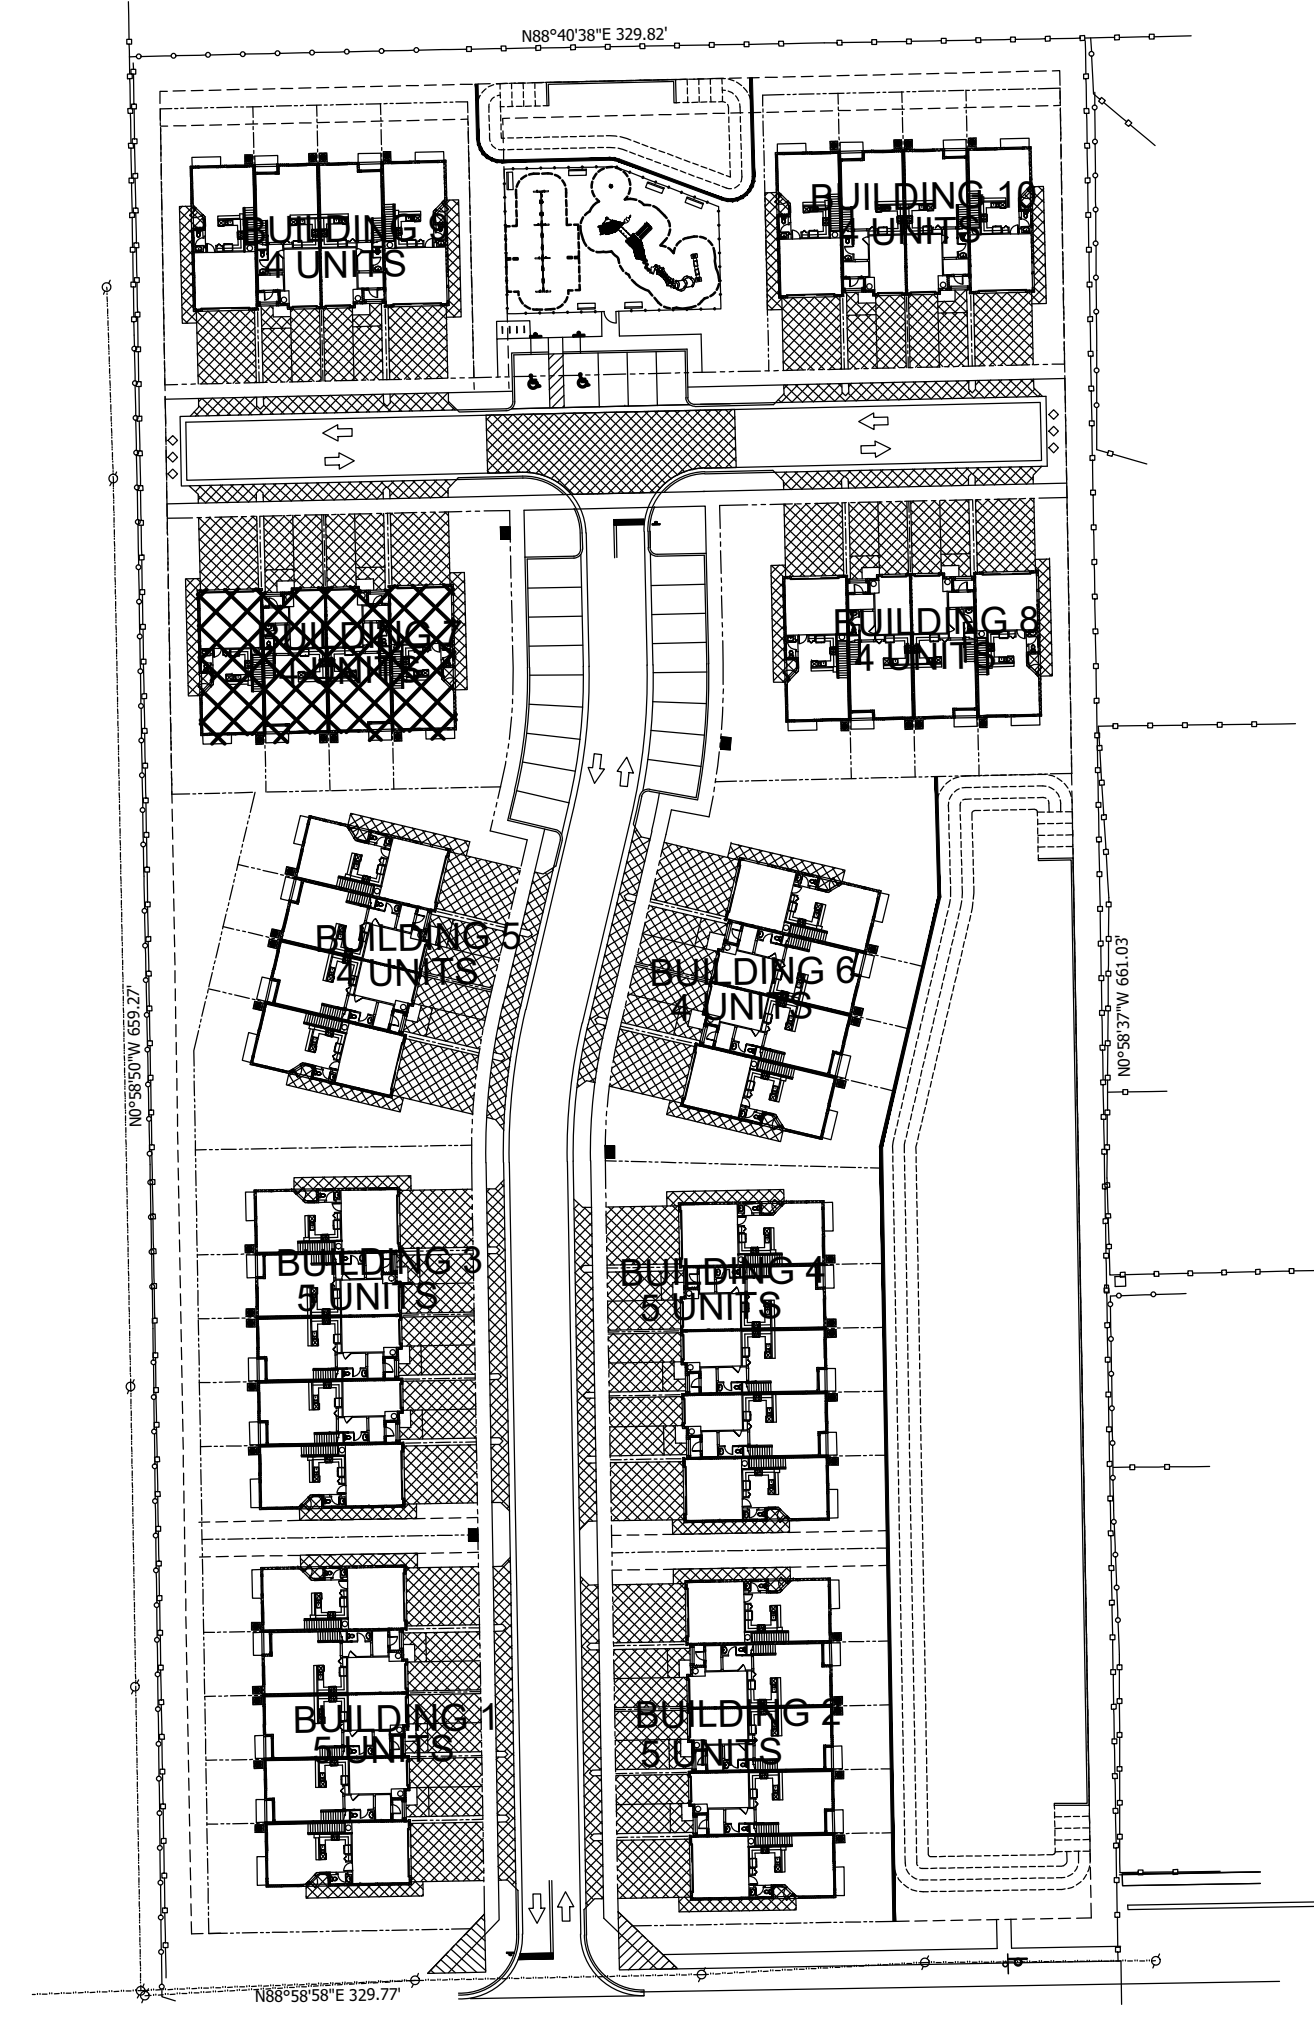 N88°40'38"E 329.82'
BUILDING 9
4 UNITS
BUILDING 10
4 UNITS
BUILDING 7
4 UNITS
BUILDING 8
4 UNITS
BUILDING 5
4 UNITS
BUILDING 6
4 UNITS
N0°58'50"W 659.27'
N0°58'37"W 661.03'
BUILDING 3
5 UNITS
BUILDING 4
5 UNITS
BUILDING 1
5 UNITS
BUILDING 2
5 UNITS
N88°58'58"E 329.77'